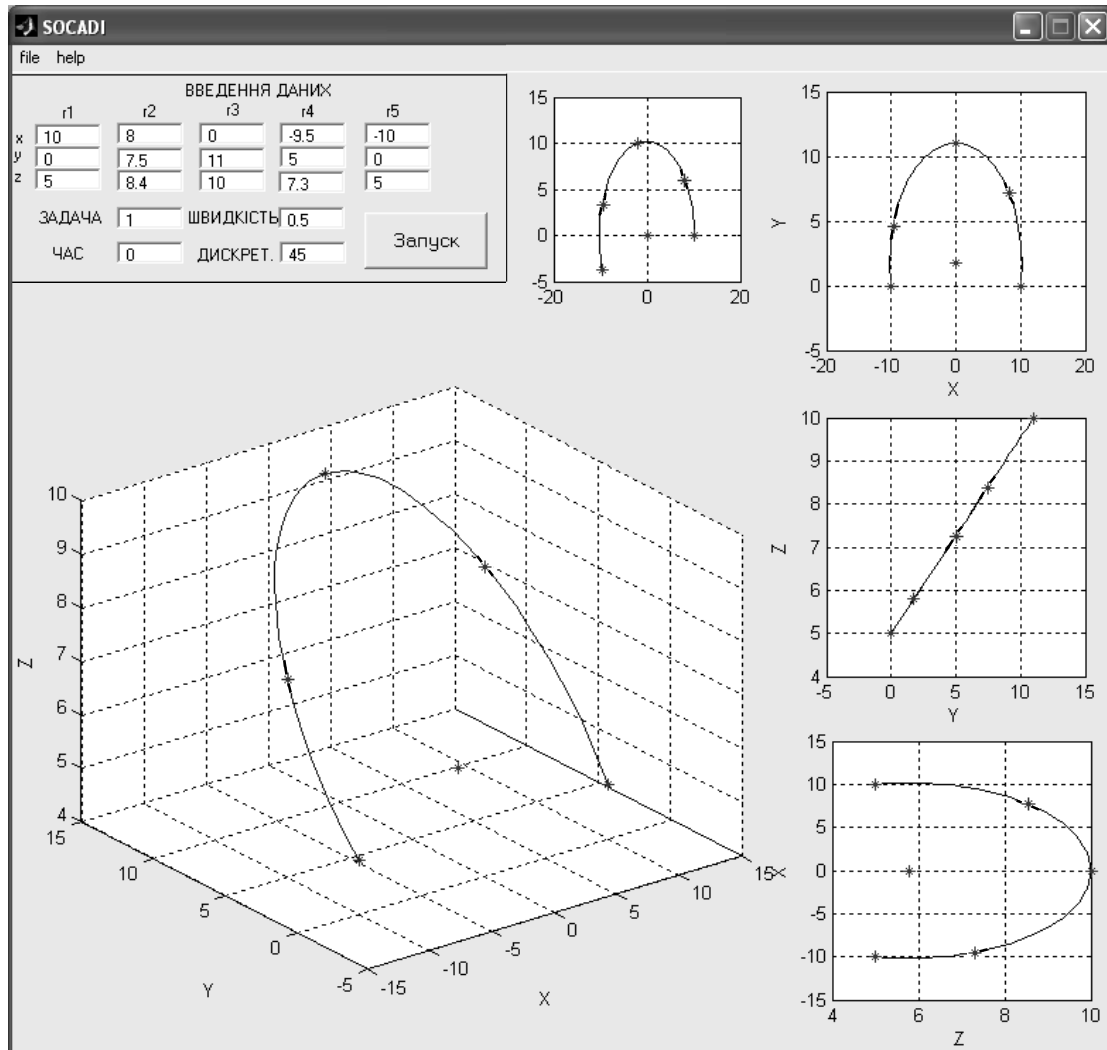 SOCADI
file help
ВВЕДЕННЯ ДАНИХ
r1 r2 r3 r4 r5
x 10 8 0 -9.5 -10
y 0 7.5 11 5 0
z 5 8.4 10 7.3 5
ЗАДАЧА 1 ШВИДКІСТЬ 0.5
ЧАС 0 ДИСКРЕТ. 45
Запуск
15
10
5
0
-5
-20 0 20
15
10
5
0
-5
Y
-20 -10 0 10 20
X
10
9
8
7
6
5
4
Z
-5 0 5 10 15
Y
15
10
5
0
-5
-10
-15
X
4 6 8 10
Z
10
9
8
7
6
5
4
Z
15
10
5
0
-5
Y
-15
-10
-5
0
5
10
15
X